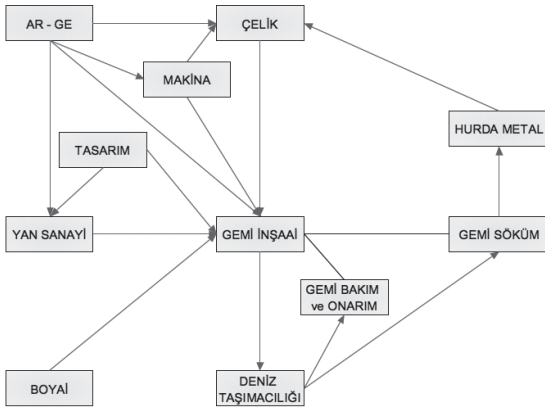 AR - GE
ÇELİK
MAKİNA
HURDA METAL
TASARIM
YAN SANAYİ
GEMİ İNŞAAİ
GEMİ SÖKÜM
GEMİ BAKIM
ve ONARIM
BOYAİ
DENİZ
TAŞIMACILIĞI